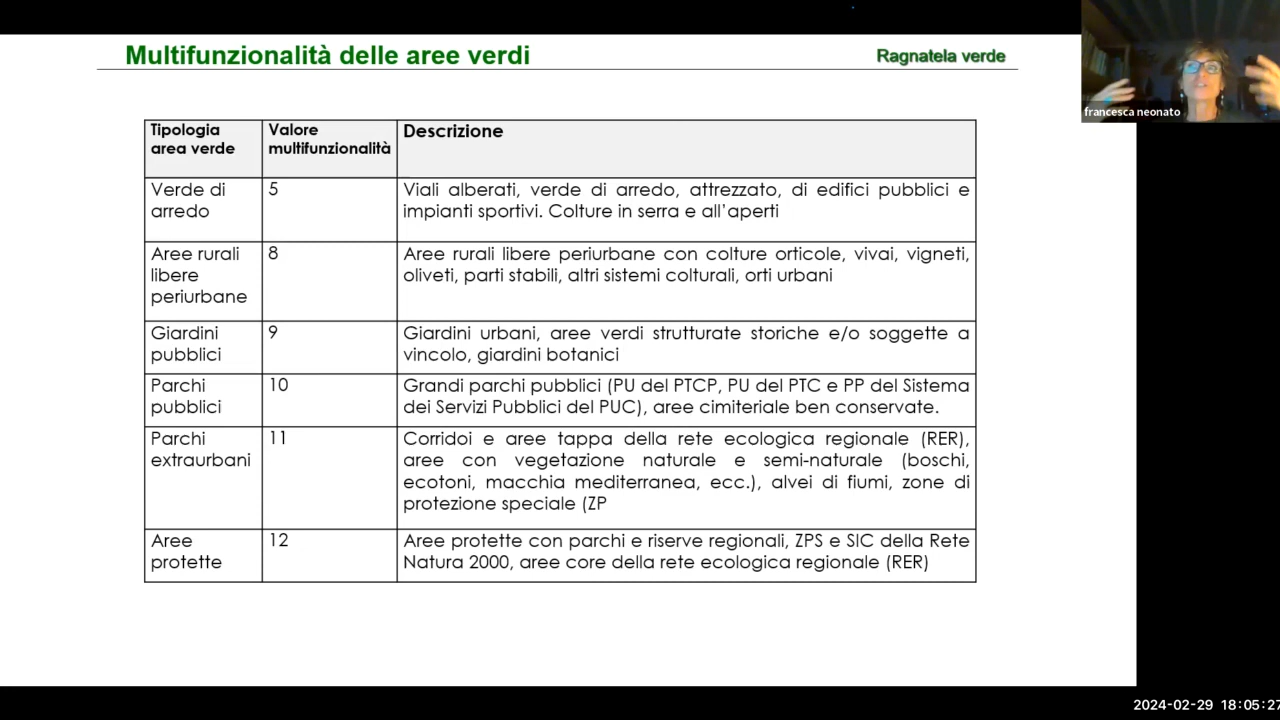 Multifunzionalità delle aree verdi
Ragnatela verde
francesca neonato
Tipologia
area verde
Valore
multifunzionalità
Descrizione
Verde di
arredo
5
Viali alberati, verde di arredo, attrezzato, di edifici pubblici e
impianti sportivi. Colture in serra e all'aperti
Aree rurali
libere
periurbane
8
Aree rurali libere periurbane con colture orticole, vivai, vigneti,
oliveti, parti stabili, altri sistemi colturali, orti urbani
Giardini
pubblici
9
Giardini urbani, aree verdi strutturate storiche e/o soggette a
vincolo, giardini botanici
Parchi
pubblici
10
Grandi parchi pubblici (PU del PTCP, PU del PTC e PP del Sistema
dei Servizi Pubblici del PUC), aree cimiteriale ben conservate.
Parchi
extraurbani
11
Corridoi e aree tappa della rete ecologica regionale (RER),
aree con vegetazione naturale e semi-naturale (boschi,
ecotoni, macchia mediterranea, ecc.), alvei di fiumi, zone di
protezione speciale (ZP
Aree
protette
12
Aree protette con parchi e riserve regionali, ZPS e SIC della Rete
Natura 2000, aree core della rete ecologica regionale (RER)
2024-02-29 18:05:27